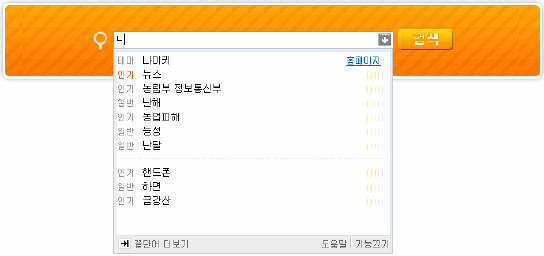 ㄴ 검색
테마 나미키 홈페이지
인기 뉴스
인기 농림부 정보통신부
일반 난해
인기 농업피해
일반 능성
일반 난달
인기 핸드폰
일반 하면
인기 금강산
끝단어 더보기 도움말 기능끄기